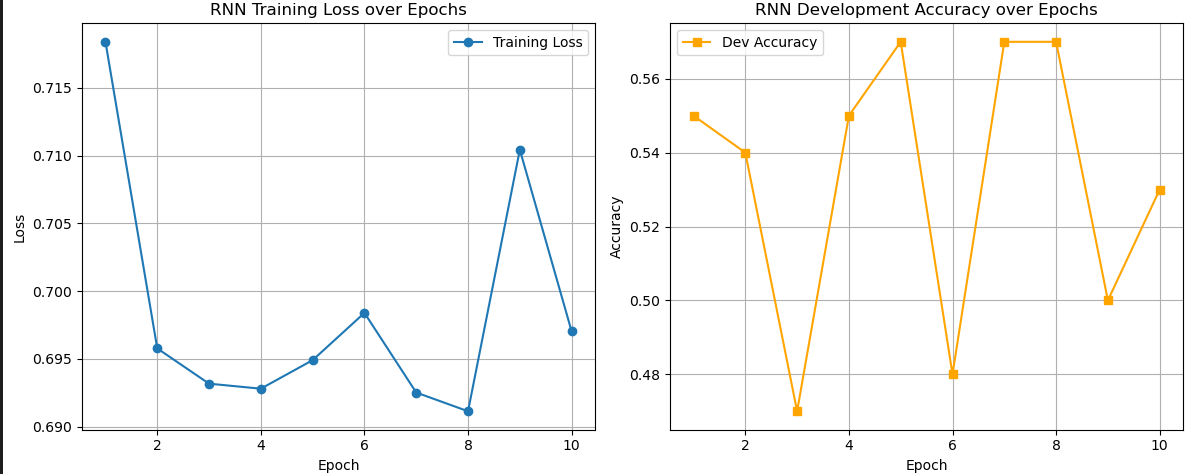 RNN Training Loss over Epochs
Training Loss
0.715
0.710
0.705
0.700
0.695
0.690
Loss
2 4 6 8 10
Epoch
RNN Development Accuracy over Epochs
Dev Accuracy
0.56
0.54
0.52
0.50
0.48
Accuracy
2 4 6 8 10
Epoch